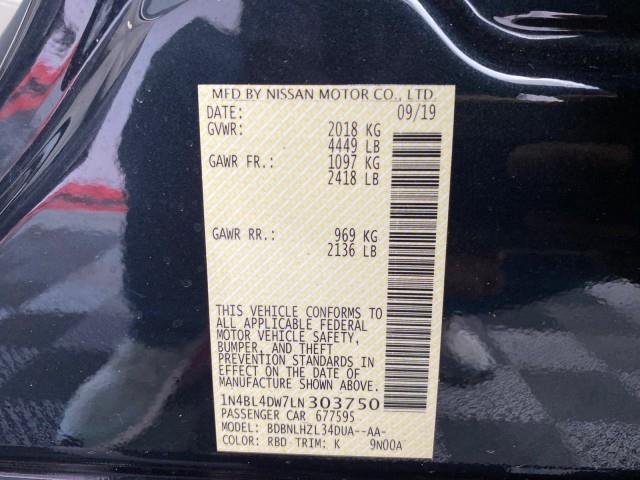 MFD BY NISSAN MOTOR CO., LTD.
DATE: 09/19
GVWR: 2018 KG
4449 LB
GAWR FR.: 1097 KG
2418 LB
GAWR RR.: 969 KG
2136 LB
THIS VEHICLE CONFORMS TO
ALL APPLICABLE FEDERAL
MOTOR VEHICLE SAFETY,
BUMPER, AND THEFT
PREVENTION STANDARDS IN
EFFECT ON THE DATE OF
MANUFACTURE SHOWN ABOVE.
1N4BL4DW7LN303750
PASSENGER CAR 677595
MODEL: BDBNLHZL34DUA--AA-
COLOR: RBD TRIM: K 9N00A